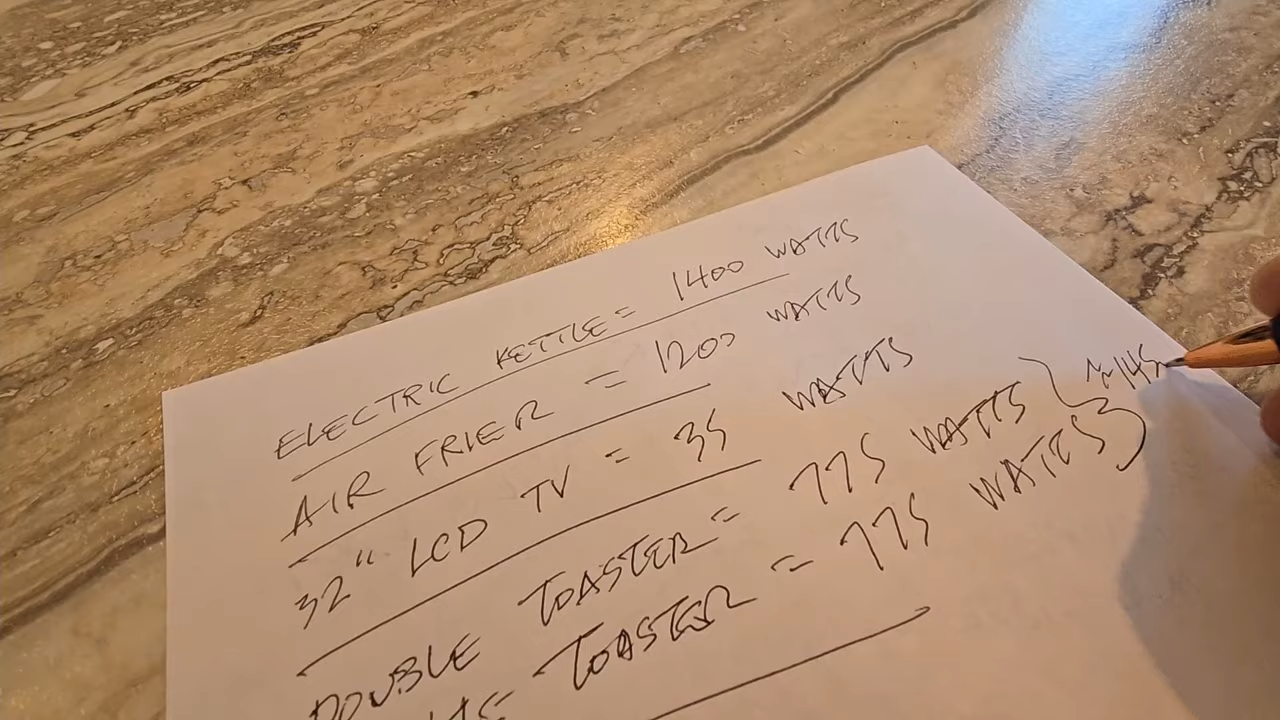 ELECTRIC KETTLE = 1400 WATTS
AIR FRIER = 1200 WATTS
32" LCD TV = 35 WATTS
DOUBLE TOASTER = 775 WATTS
TOASTER = 775 WATTS
~145